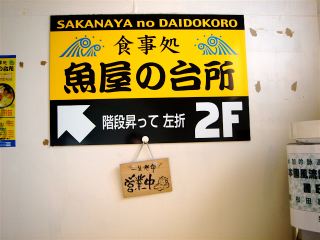 SAKANAYA no DAIDOKORO
食事処
魚屋の台所
階段昇って 左折
2F
営業中